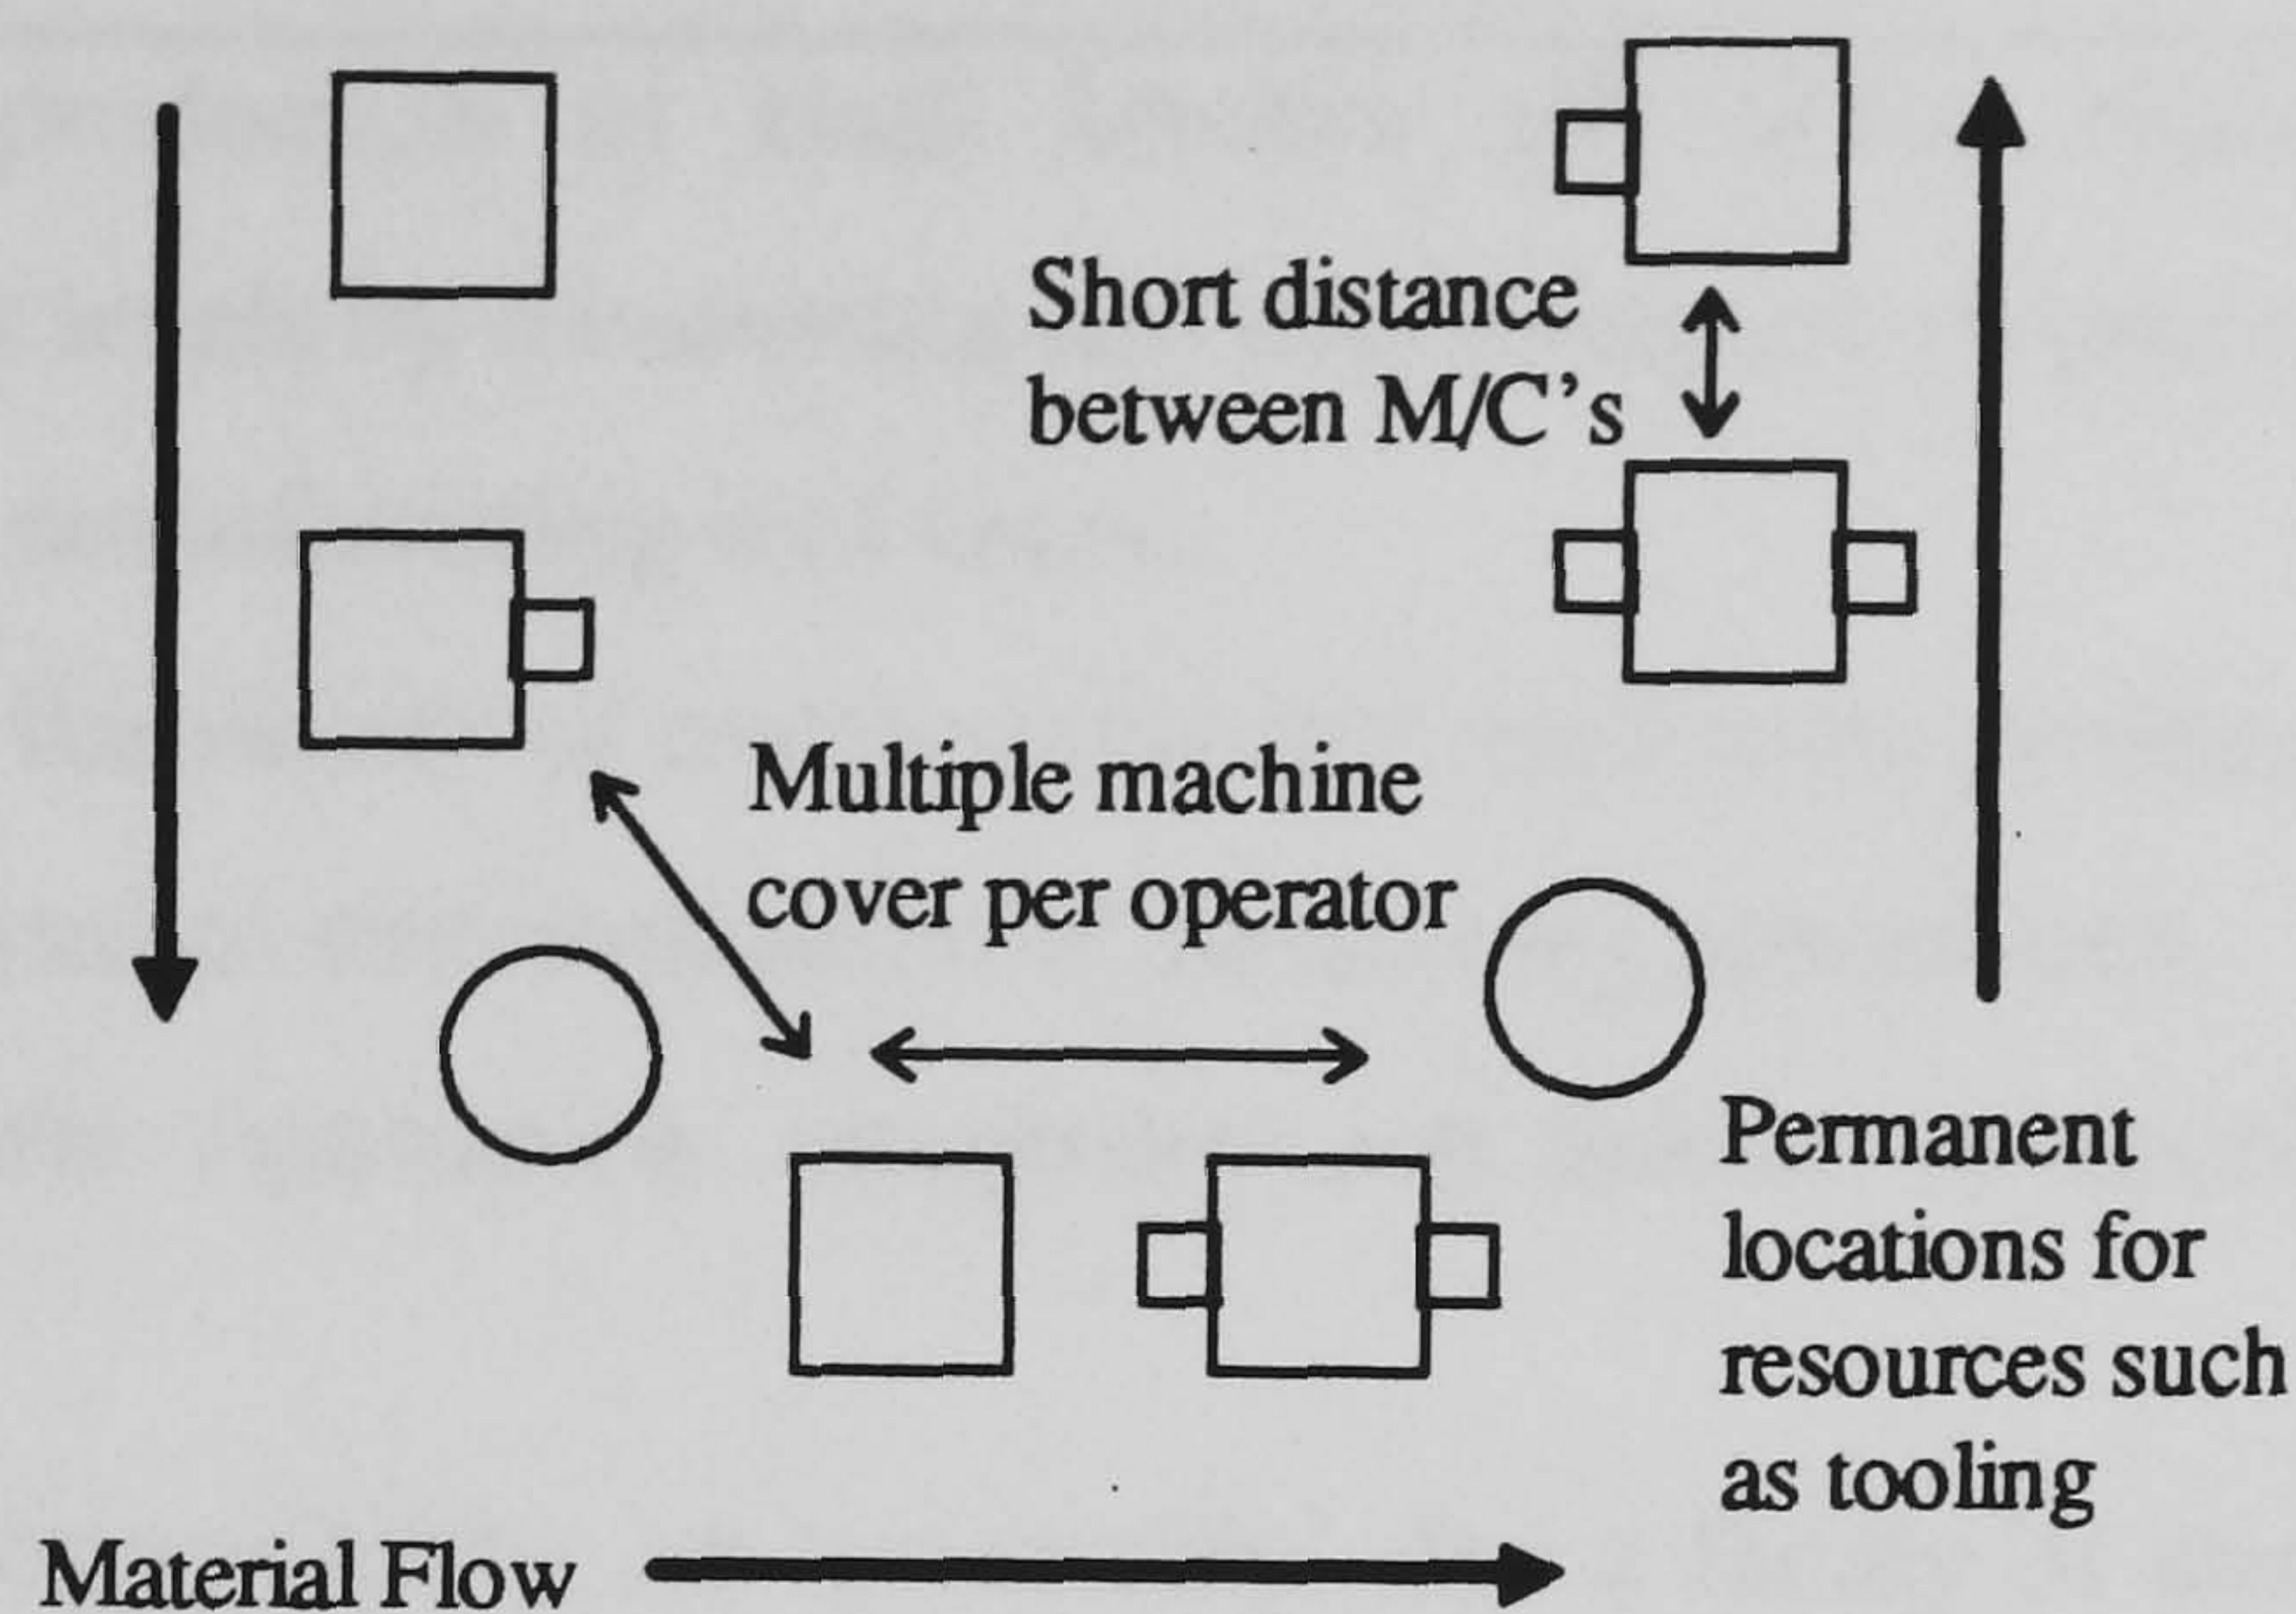 Short distance
between M/C's
Multiple machine
cover per operator
Permanent
locations for
resources such
as tooling
Material Flow